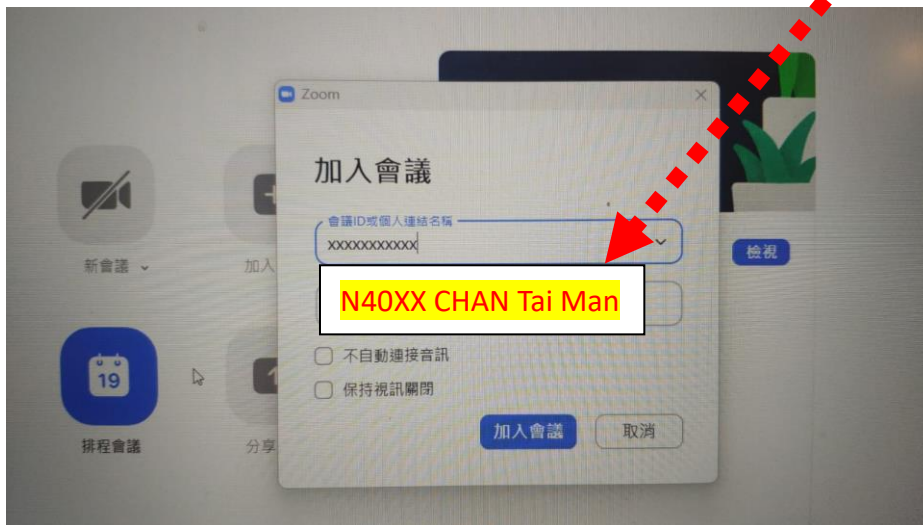 Zoom
加入會議
會議ID或個人連結名稱
xxxxxxxxxxx
N40XX CHAN Tai Man
不自動連接音訊
保持視訊關閉
加入會議
取消
新會議
加入
檢視
19
排程會議
分享